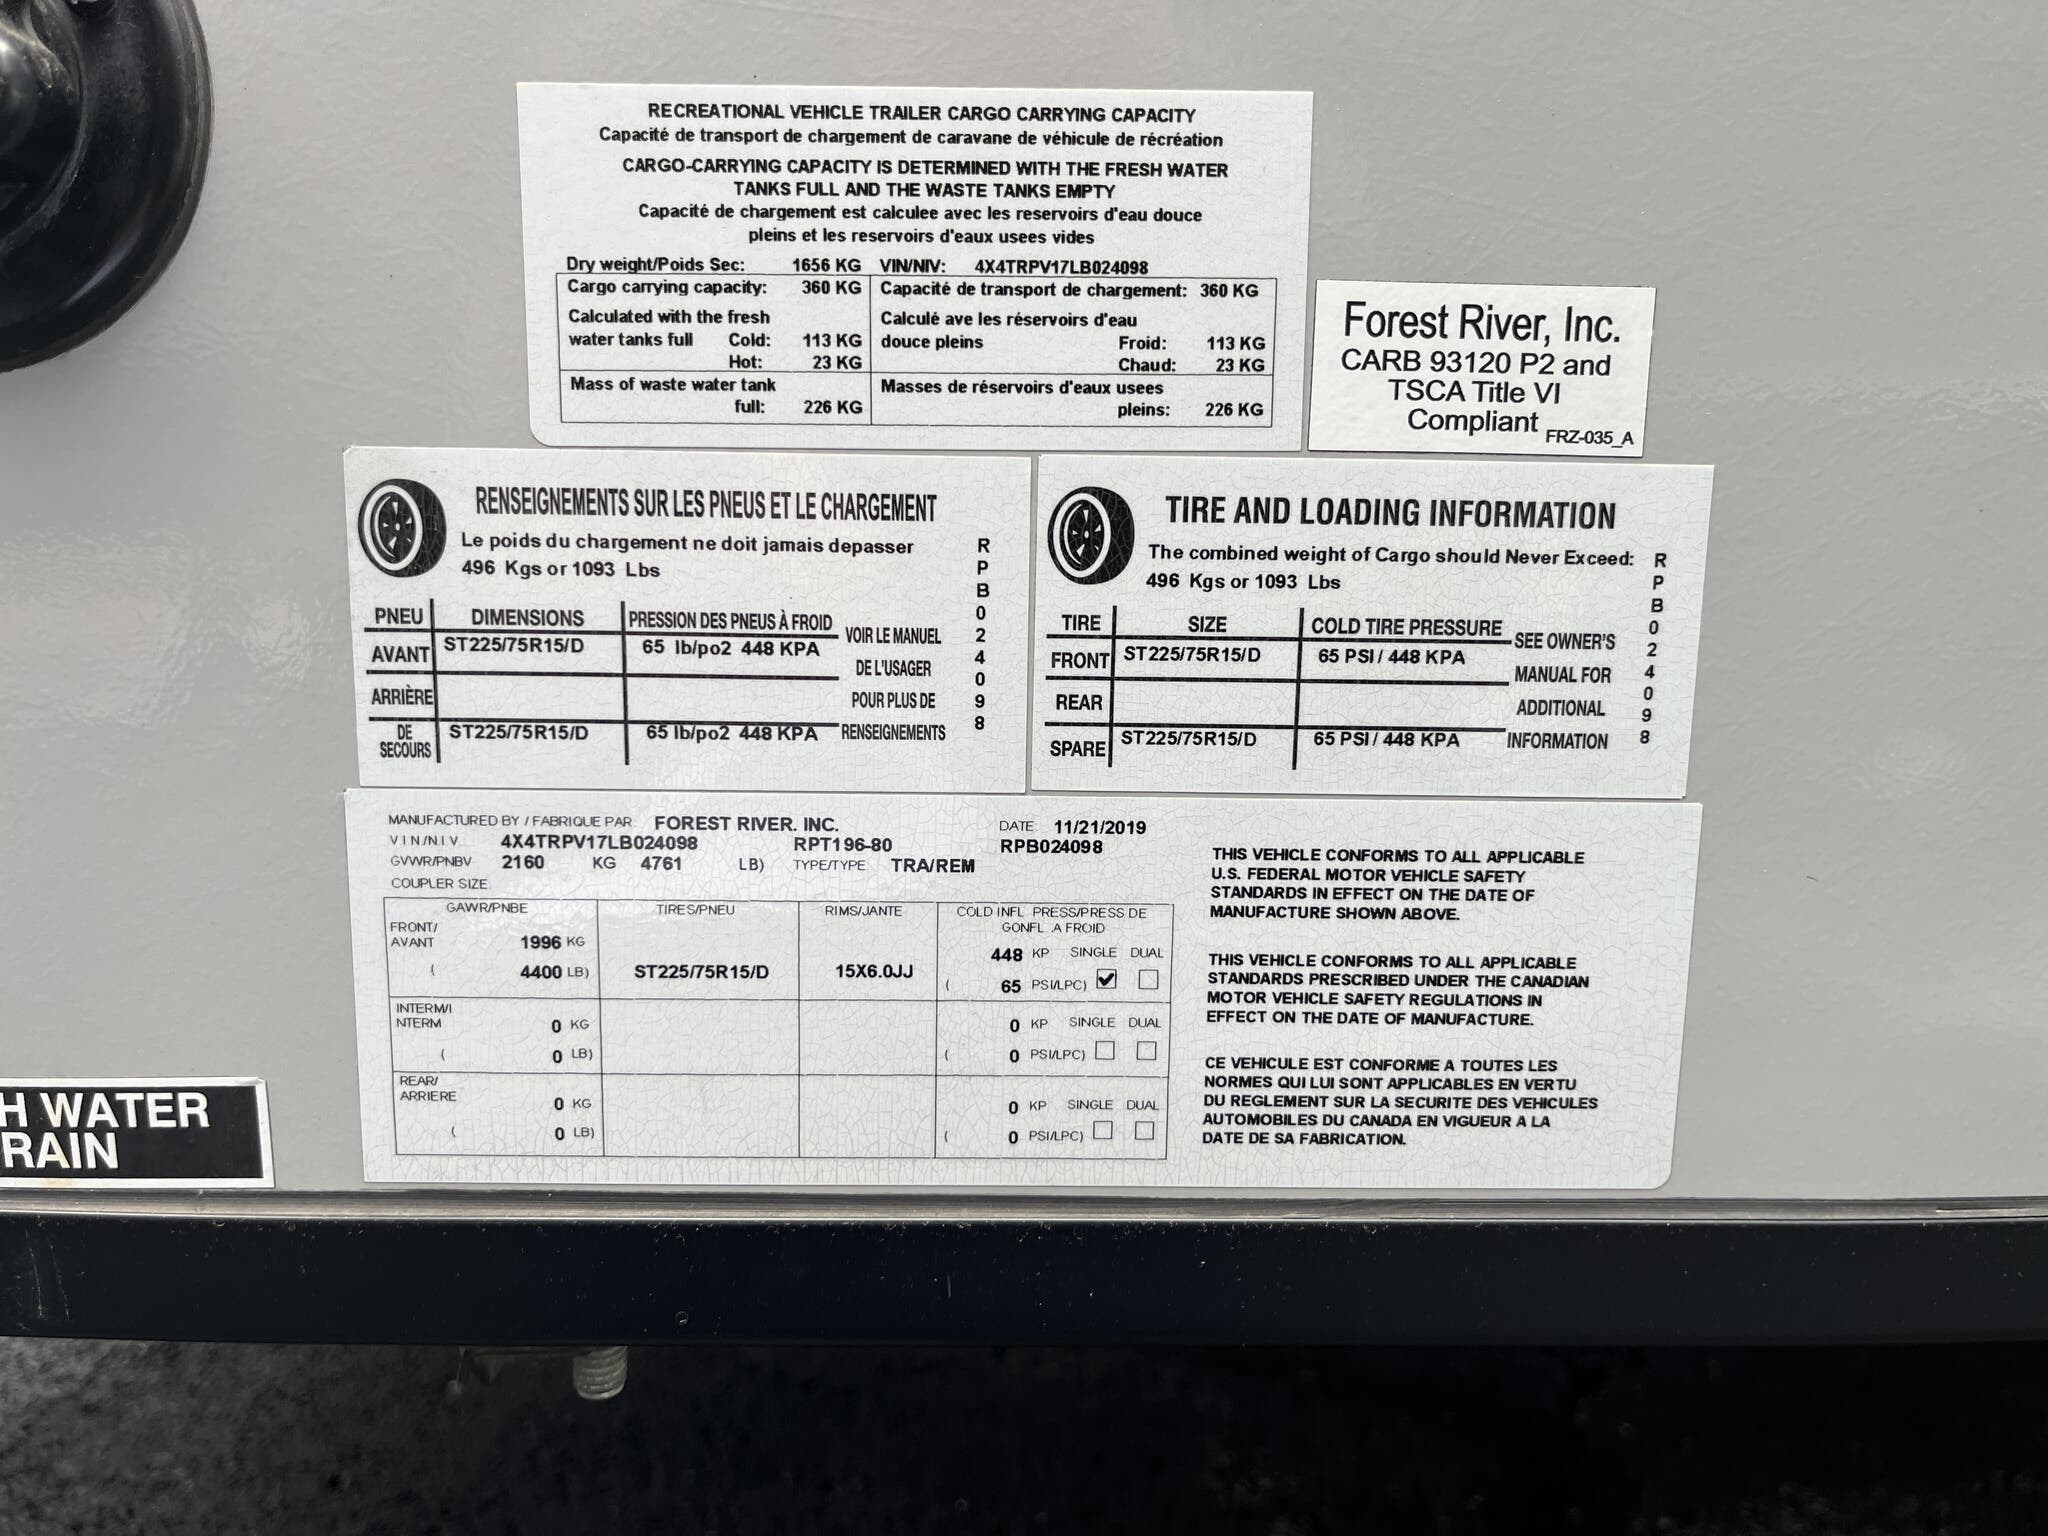 RECREATIONAL VEHICLE TRAILER CARGO CARRYING CAPACITY
Capacité de transport de chargement de caravane de véhicule de récréation
CARGO-CARRYING CAPACITY IS DETERMINED WITH THE FRESH WATER
TANKS FULL AND THE WASTE TANKS EMPTY
Capacité de chargement est calculee avec les reservoirs d'eau douce
pleins et les reservoirs d'eaux usees vides
Dry weight/Poids Sec: 1656 KG VIN/NIV: 4X4TRPV17LB024098
Cargo carrying capacity: 360 KG Capacité de transport de chargement: 360 KG
Calculated with the fresh Calculé ave les réservoirs d'eau
water tanks full Cold: 113 KG douce pleins Froid: 113 KG
Hot: 23 KG Chaud: 23 KG
Mass of waste water tank Masses de réservoirs d'eaux usees
full: 226 KG pleins: 226 KG
Forest River, Inc.
CARB 93120 P2 and
TSCA Title VI
Compliant FRZ-035_A
RENSEIGNEMENTS SUR LES PNEUS ET LE CHARGEMENT
Le poids du chargement ne doit jamais depasser
496 Kgs or 1093 Lbs
PNEU DIMENSIONS PRESSION DES PNEUS À FROID
AVANT ST225/75R15/D 65 lb/po2 448 KPA
ARRIÈRE
DE SECOURS ST225/75R15/D 65 lb/po2 448 KPA
VOIR LE MANUEL
DE L'USAGER
POUR PLUS DE
RENSEIGNEMENTS
RPB024098
TIRE AND LOADING INFORMATION
The combined weight of Cargo should Never Exceed:
496 Kgs or 1093 Lbs
TIRE SIZE COLD TIRE PRESSURE
FRONT ST225/75R15/D 65 PSI / 448 KPA
REAR
SPARE ST225/75R15/D 65 PSI / 448 KPA
SEE OWNER'S
MANUAL FOR
ADDITIONAL
INFORMATION
RPB024098
MANUFACTURED BY / FABRIQUE PAR FOREST RIVER. INC. DATE 11/21/2019
V I N /N I V. 4X4TRPV17LB024098 RPT196-80 RPB024098
GVWR/PNBV 2160 KG 4761 LB) TYPE/TYPE TRA/REM
COUPLER SIZE
GAWR/PNBE TIRES/PNEU RIMS/JANTE COLD INFL PRESS/PRESS DE
GONFL .A FROID
FRONT/
AVANT 1996 KG 448 KP SINGLE DUAL
( 4400 LB) ST225/75R15/D 15X6.0JJ ( 65 PSI/LPC)
INTERM/I
NTERM 0 KG 0 KP SINGLE DUAL
( 0 LB) ( 0 PSI/LPC)
REAR/
ARRIERE 0 KG 0 KP SINGLE DUAL
( 0 LB) ( 0 PSI/LPC)
THIS VEHICLE CONFORMS TO ALL APPLICABLE
U.S. FEDERAL MOTOR VEHICLE SAFETY
STANDARDS IN EFFECT ON THE DATE OF
MANUFACTURE SHOWN ABOVE.
THIS VEHICLE CONFORMS TO ALL APPLICABLE
STANDARDS PRESCRIBED UNDER THE CANADIAN
MOTOR VEHICLE SAFETY REGULATIONS IN
EFFECT ON THE DATE OF MANUFACTURE.
CE VEHICULE EST CONFORME A TOUTES LES
NORMES QUI LUI SONT APPLICABLES EN VERTU
DU REGLEMENT SUR LA SECURITE DES VEHICULES
AUTOMOBILES DU CANADA EN VIGUEUR A LA
DATE DE SA FABRICATION.
H WATER
RAIN